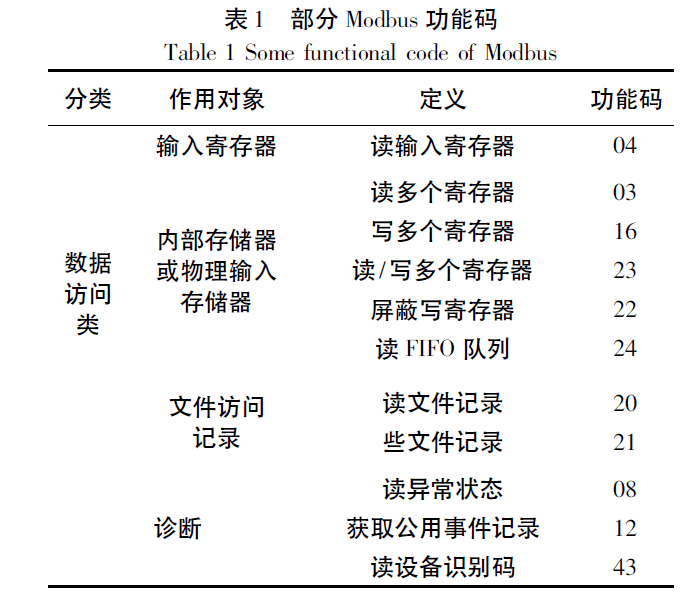 表1 部分 Modbus 功能码
Table 1 Some functional code of Modbus
分类 作用对象 定义 功能码
输入寄存器 读输入寄存器 04
读多个寄存器 03
内部存储器 写多个寄存器 16
数据 或物理输入 读/写多个寄存器 23
访问 存储器 屏蔽写寄存器 22
类 读 FIFO 队列 24
文件访问 读文件记录 20
记录 些文件记录 21
读异常状态 08
诊断 获取公用事件记录 12
读设备识别码 43